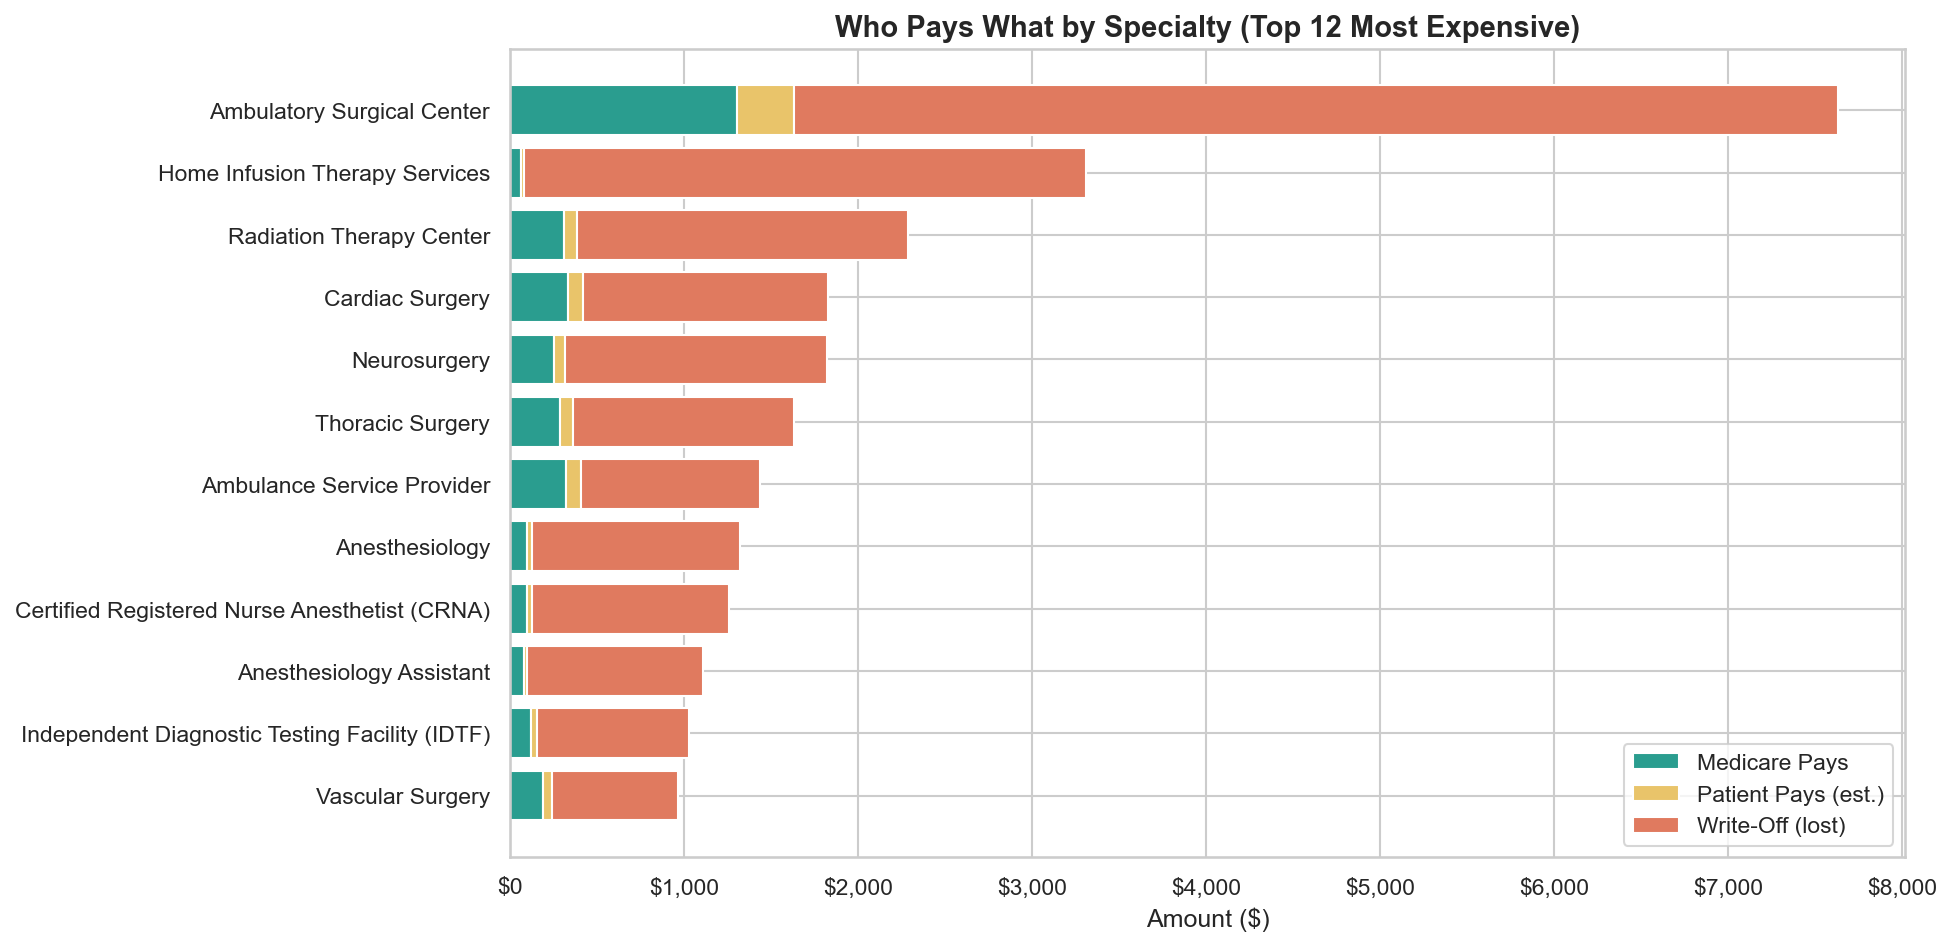 Who Pays What by Specialty (Top 12 Most Expensive)
Ambulatory Surgical Center
Home Infusion Therapy Services
Radiation Therapy Center
Cardiac Surgery
Neurosurgery
Thoracic Surgery
Ambulance Service Provider
Anesthesiology
Certified Registered Nurse Anesthetist (CRNA)
Anesthesiology Assistant
Independent Diagnostic Testing Facility (IDTF)
Vascular Surgery
Medicare Pays
Patient Pays (est.)
Write-Off (lost)
$0 $1,000 $2,000 $3,000 $4,000 $5,000 $6,000 $7,000 $8,000
Amount ($)